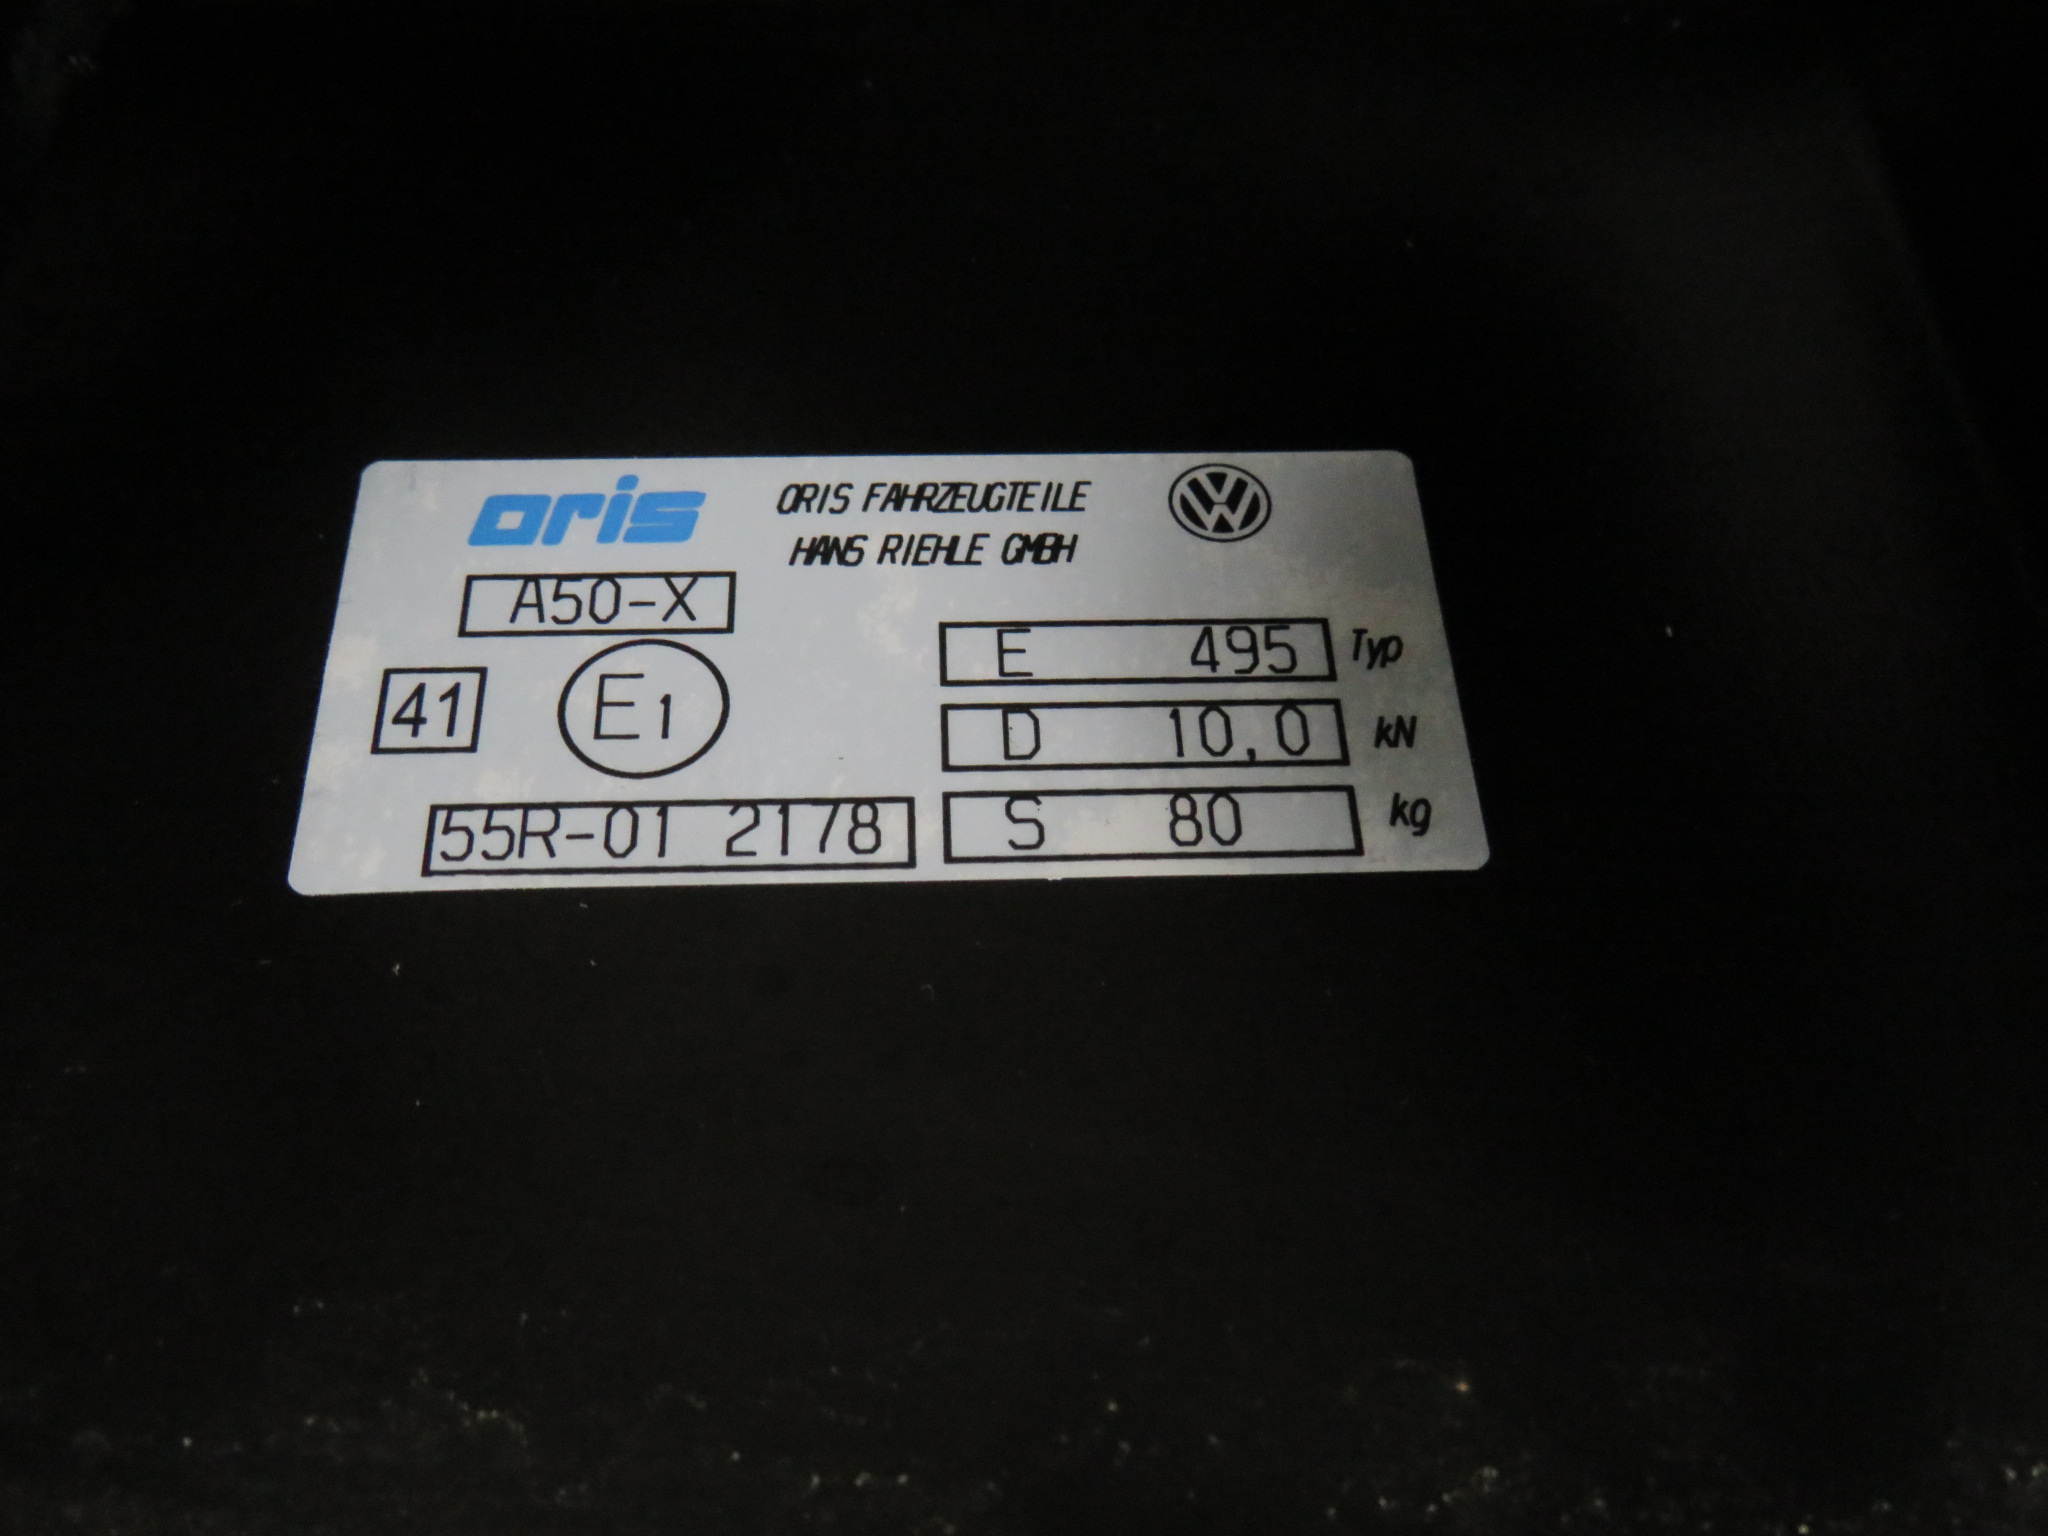 oris
ORIS FAHRZEUGTEILE
HANS RIEHLE GMBH
A50-X
41
E1
55R-01 2178
E 495 Typ
D 10,0 kN
S 80 kg